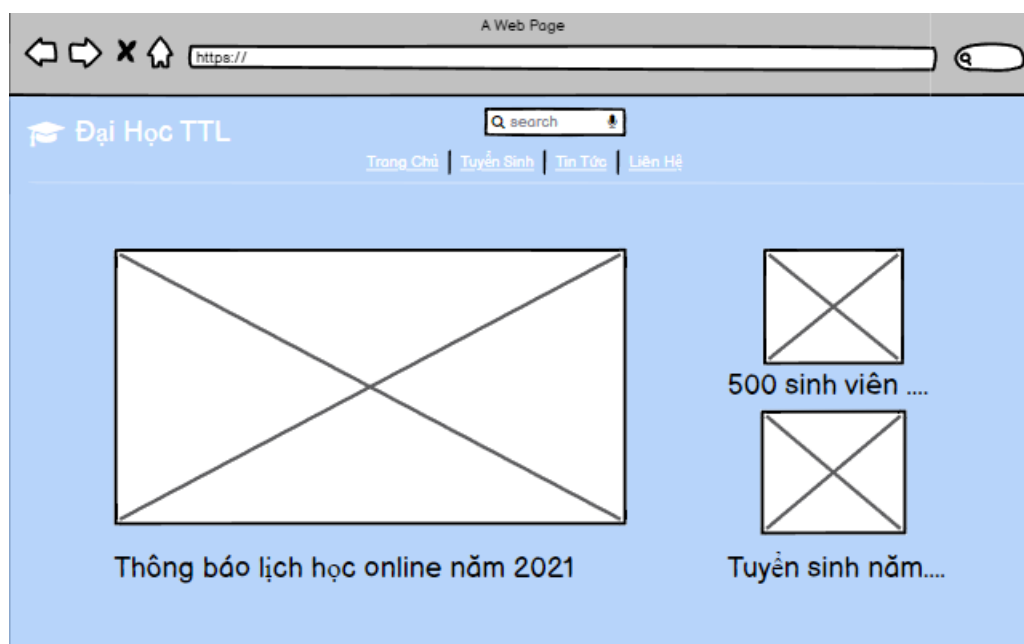 A Web Page
https://
Đại Học TTL
search
Trang Chủ | Tuyển Sinh | Tin Tức | Liên Hệ
500 sinh viên ....
Thông báo lịch học online năm 2021
Tuyển sinh năm....